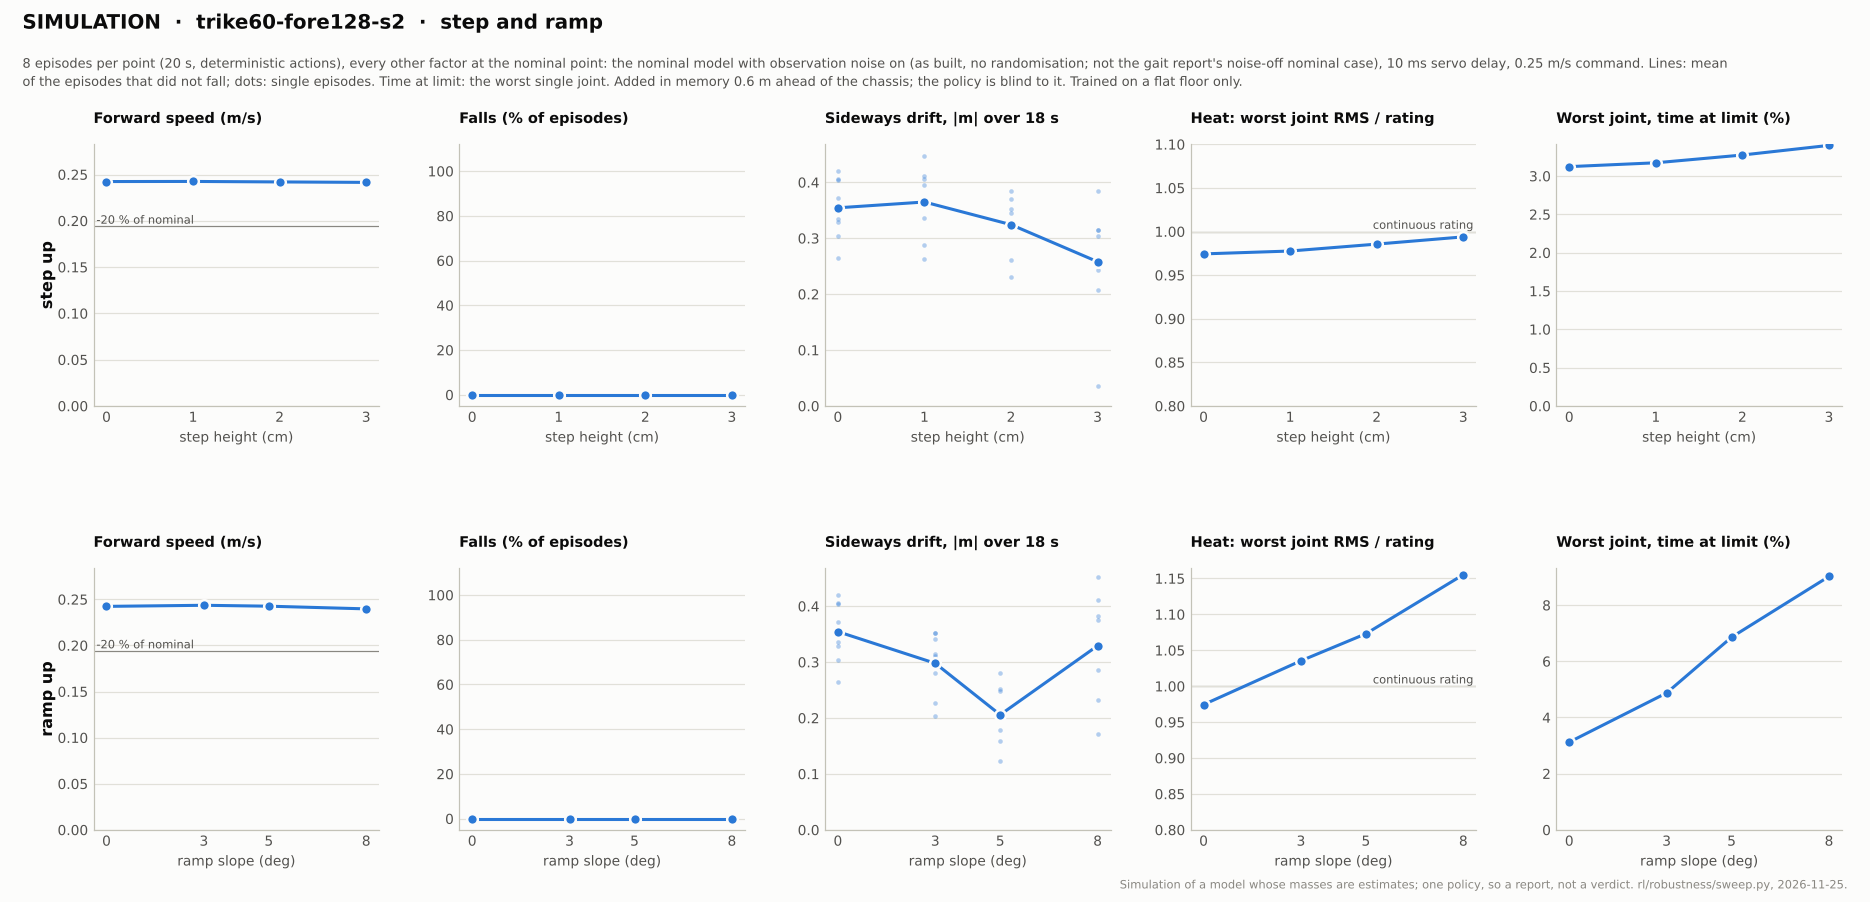 SIMULATION · trike60-fore128-s2 · step and ramp
8 episodes per point (20 s, deterministic actions), every other factor at the nominal point: the nominal model with observation noise on (as built, no randomisation; not the gait report's noise-off nominal case), 10 ms servo delay, 0.25 m/s command. Lines: mean
of the episodes that did not fall; dots: single episodes. Time at limit: the worst single joint. Added in memory 0.6 m ahead of the chassis; the policy is blind to it. Trained on a flat floor only.
step up
Forward speed (m/s)
0.25
0.20
0.15
0.10
0.05
0.00
-20 % of nominal
0 1 2 3
step height (cm)
Falls (% of episodes)
100
80
60
40
20
0
0 1 2 3
step height (cm)
Sideways drift, |m| over 18 s
0.4
0.3
0.2
0.1
0.0
0 1 2 3
step height (cm)
Heat: worst joint RMS / rating
1.10
1.05
1.00
0.95
0.90
0.85
0.80
continuous rating
0 1 2 3
step height (cm)
Worst joint, time at limit (%)
3.0
2.5
2.0
1.5
1.0
0.5
0.0
0 1 2 3
step height (cm)
ramp up
Forward speed (m/s)
0.25
0.20
0.15
0.10
0.05
0.00
-20 % of nominal
0 3 5 8
ramp slope (deg)
Falls (% of episodes)
100
80
60
40
20
0
0 3 5 8
ramp slope (deg)
Sideways drift, |m| over 18 s
0.4
0.3
0.2
0.1
0.0
0 3 5 8
ramp slope (deg)
Heat: worst joint RMS / rating
1.15
1.10
1.05
1.00
0.95
0.90
0.85
0.80
continuous rating
0 3 5 8
ramp slope (deg)
Worst joint, time at limit (%)
8
6
4
2
0
0 3 5 8
ramp slope (deg)
Simulation of a model whose masses are estimates; one policy, so a report, not a verdict. rl/robustness/sweep.py, 2026-11-25.